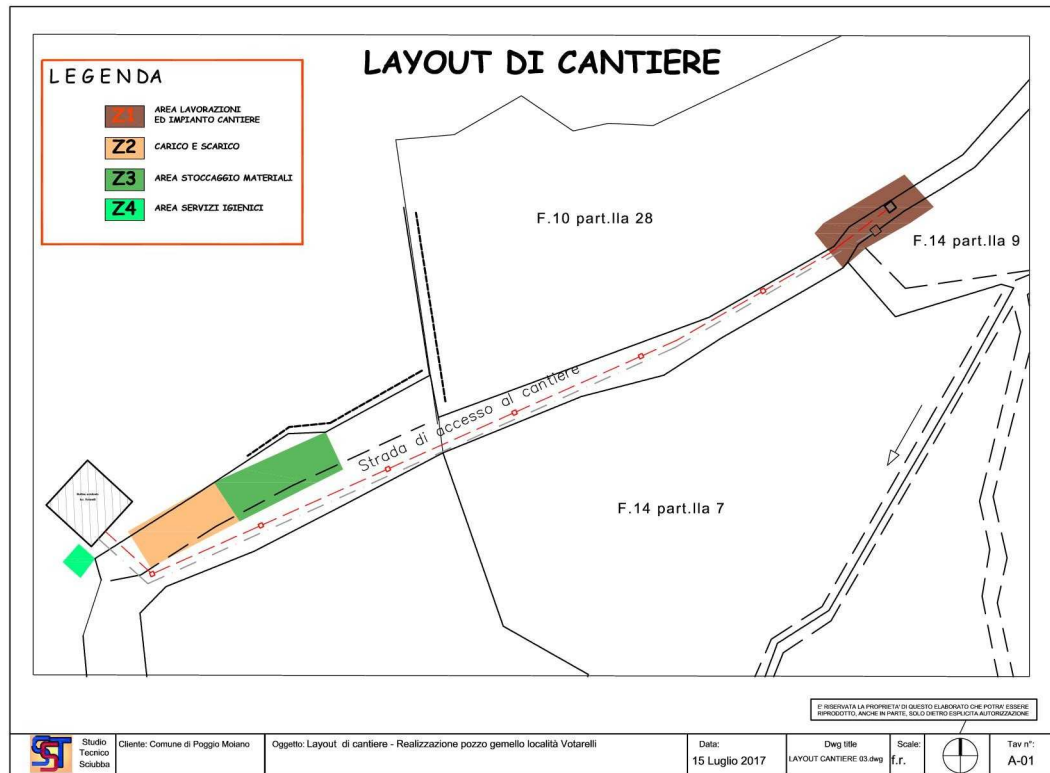 LAYOUT DI CANTIERE
LEGENDA
Z1 AREA LAVORAZIONI
ED IMPIANTO CANTIERE
Z2 CARICO E SCARICO
Z3 AREA STOCCAGGIO MATERIALI
Z4 AREA SERVIZI IGIENICI
F.10 part.lla 28
F.14 part.lla 9
Strada di accesso al cantiere
F.14 part.lla 7
E' RISERVATA LA PROPRIETA' DI QUESTO ELABORATO CHE POTRA' ESSERE
RIPRODOTTO, ANCHE IN PARTE, SOLO DIETRO ESPLICITA AUTORIZZAZIONE
SST
Studio
Tecnico
Sciubba
Cliente: Comune di Poggio Moiano
Oggetto: Layout di cantiere - Realizzazione pozzo gemello località Votarelli
Data:
15 Luglio 2017
Dwg title
LAYOUT CANTIERE 03.dwg
Scale:
f.r.
Tav n°:
A-01